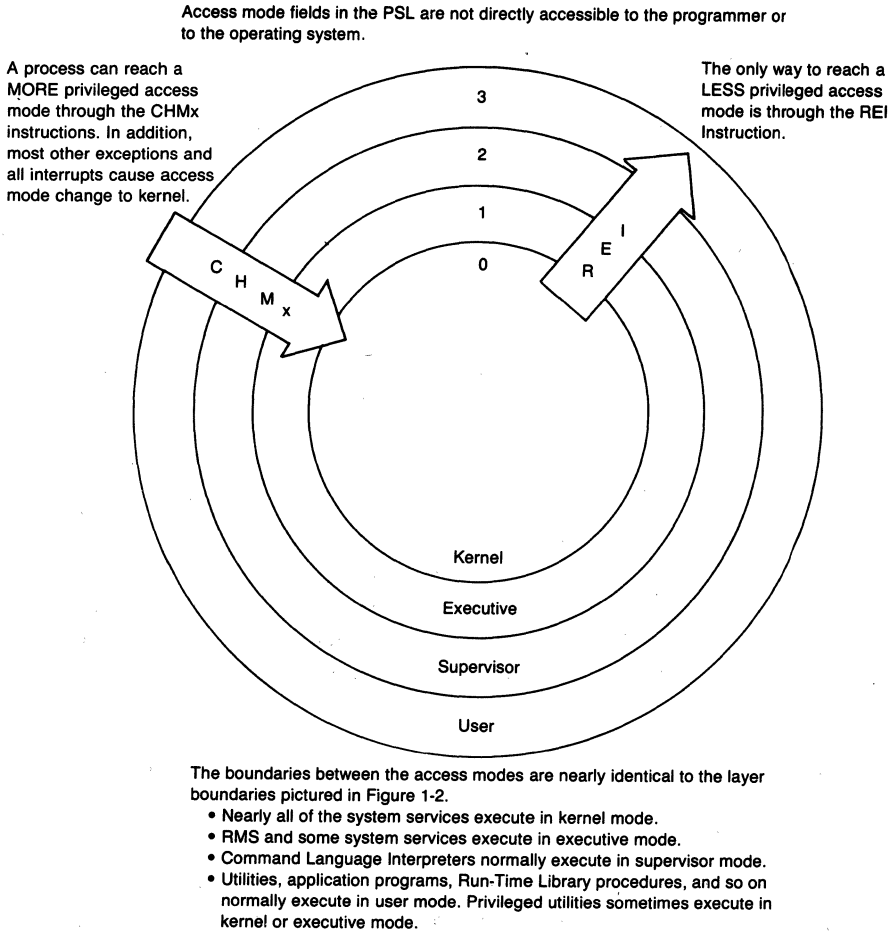 Access mode fields in the PSL are not directly accessible to the programmer or
to the operating system.
A process can reach a
MORE privileged access
mode through the CHMx
instructions. In addition,
most other exceptions and
all interrupts cause access
mode change to kernel.
The only way to reach a
LESS privileged access
mode is through the REI
Instruction.
3
2
1
0
CHMx
REI
Kernel
Executive
Supervisor
User
The boundaries between the access modes are nearly identical to the layer
boundaries pictured in Figure 1-2.
• Nearly all of the system services execute in kernel mode.
• RMS and some system services execute in executive mode.
• Command Language Interpreters normally execute in supervisor mode.
• Utilities, application programs, Run-Time Library procedures, and so on
normally execute in user mode. Privileged utilities sometimes execute in
kernel or executive mode.